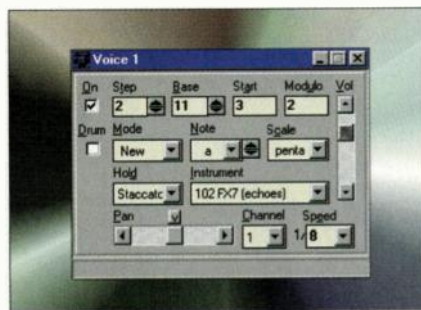 Voice 1
On Step Base Start Modulo Vol
2 11 3 2
Drum Mode Note Scale
New a penta
Hold Instrument
Staccatc 102 FX7 (echoes)
Pan v Channel Speed
1 1/8